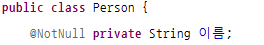 public class Person {
@NotNull private String 이름;